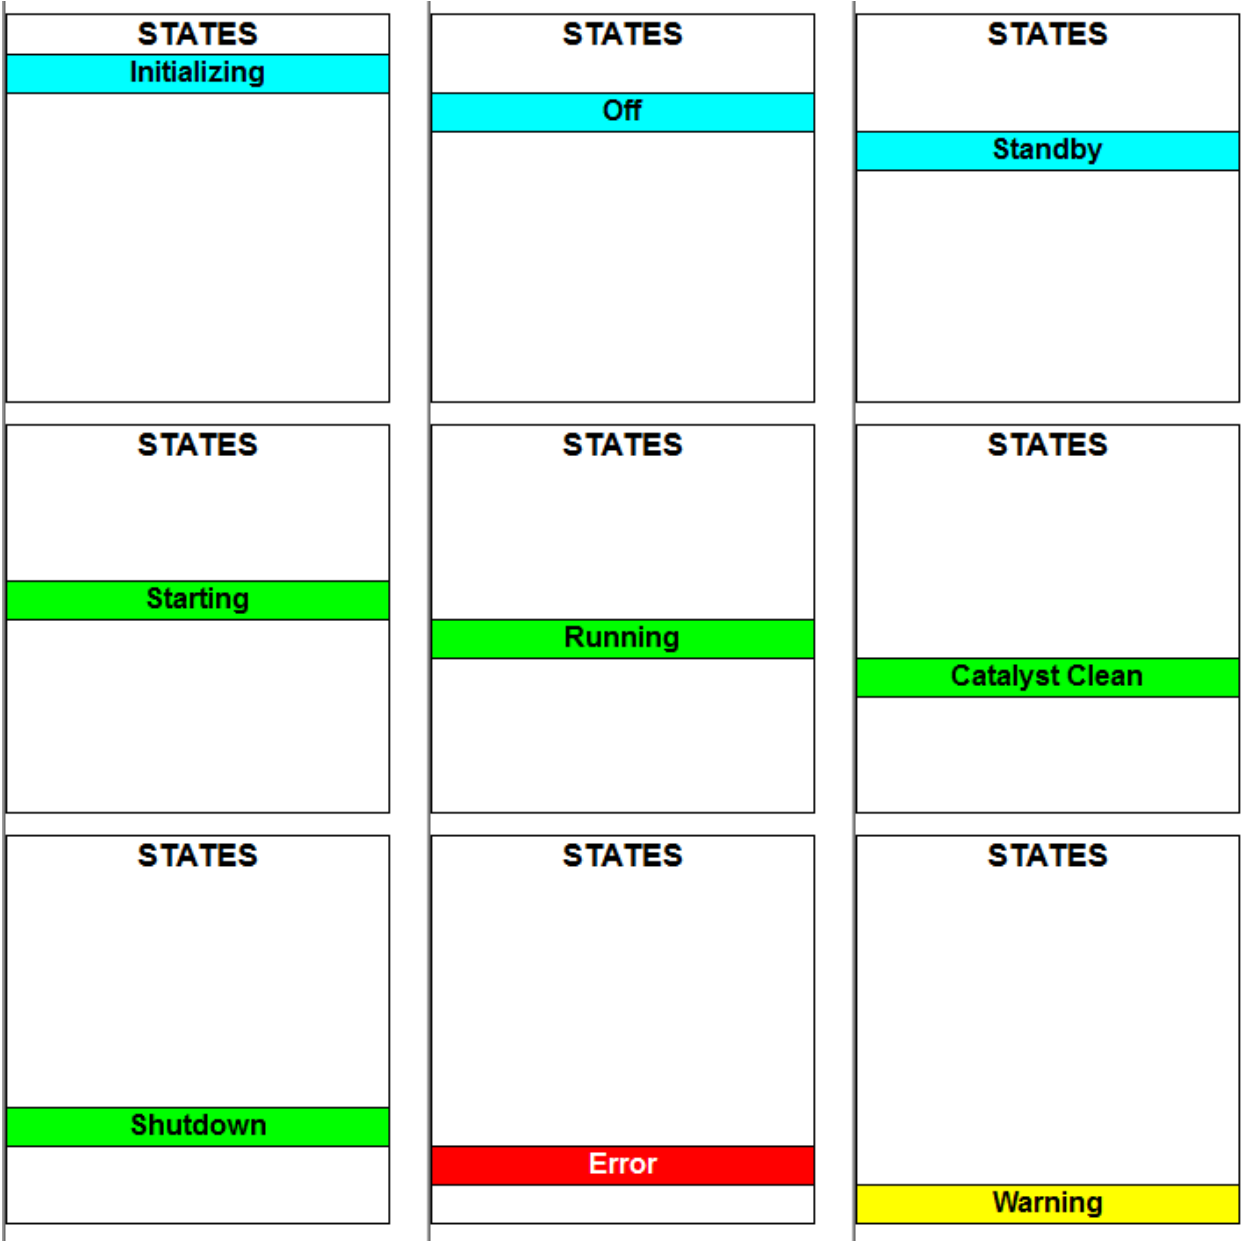 STATES
Initializing
STATES
Off
STATES
Standby
STATES
Starting
STATES
Running
STATES
Catalyst Clean
STATES
Shutdown
STATES
Error
STATES
Warning